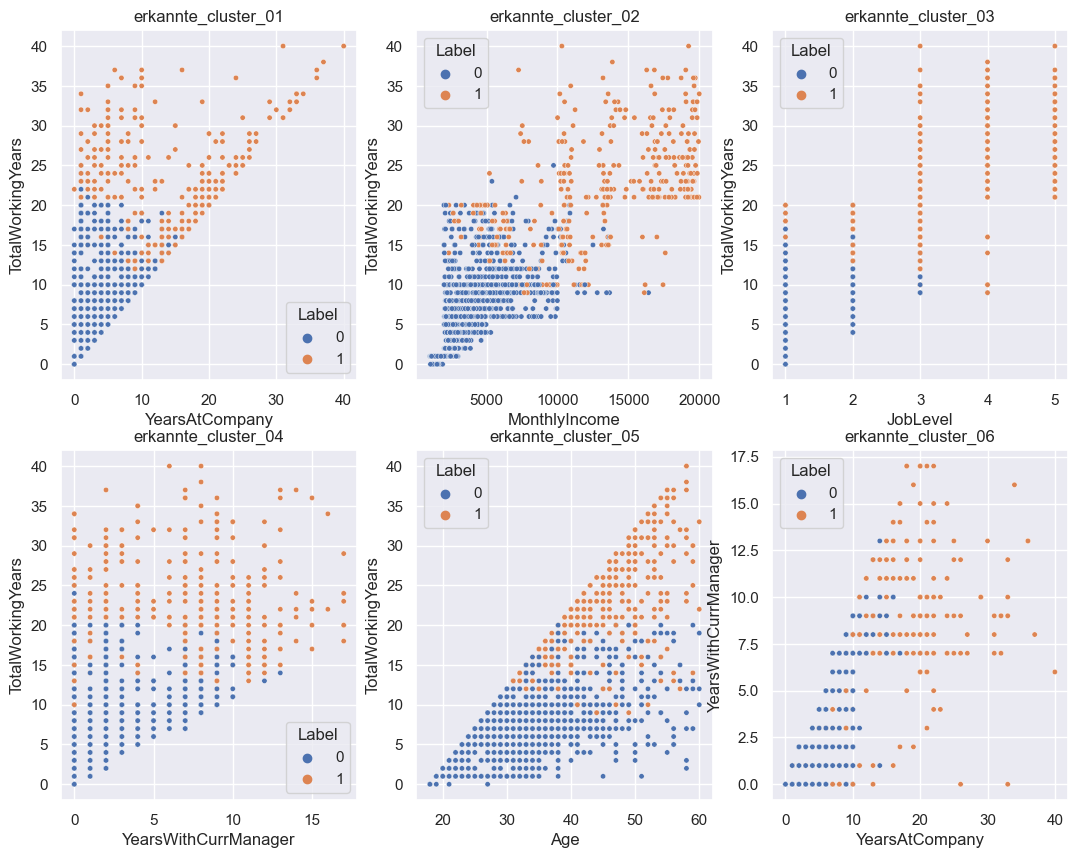 erkannte_cluster_01
TotalWorkingYears
40
35
30
25
20
15
10
5
0
Label
0
1
0 10 20 30 40
YearsAtCompany
erkannte_cluster_02
TotalWorkingYears
40
35
30
25
20
15
10
5
0
Label
0
1
5000 10000 15000 20000
MonthlyIncome
erkannte_cluster_03
TotalWorkingYears
40
35
30
25
20
15
10
5
0
Label
0
1
1 2 3 4 5
JobLevel
erkannte_cluster_04
TotalWorkingYears
40
35
30
25
20
15
10
5
0
Label
0
1
0 5 10 15
YearsWithCurrManager
erkannte_cluster_05
TotalWorkingYears
40
35
30
25
20
15
10
5
0
Label
0
1
20 30 40 50 60
Age
erkannte_cluster_06
YearsWithCurrManager
17.5
15.0
12.5
10.0
7.5
5.0
2.5
0.0
Label
0
1
0 10 20 30 40
YearsAtCompany